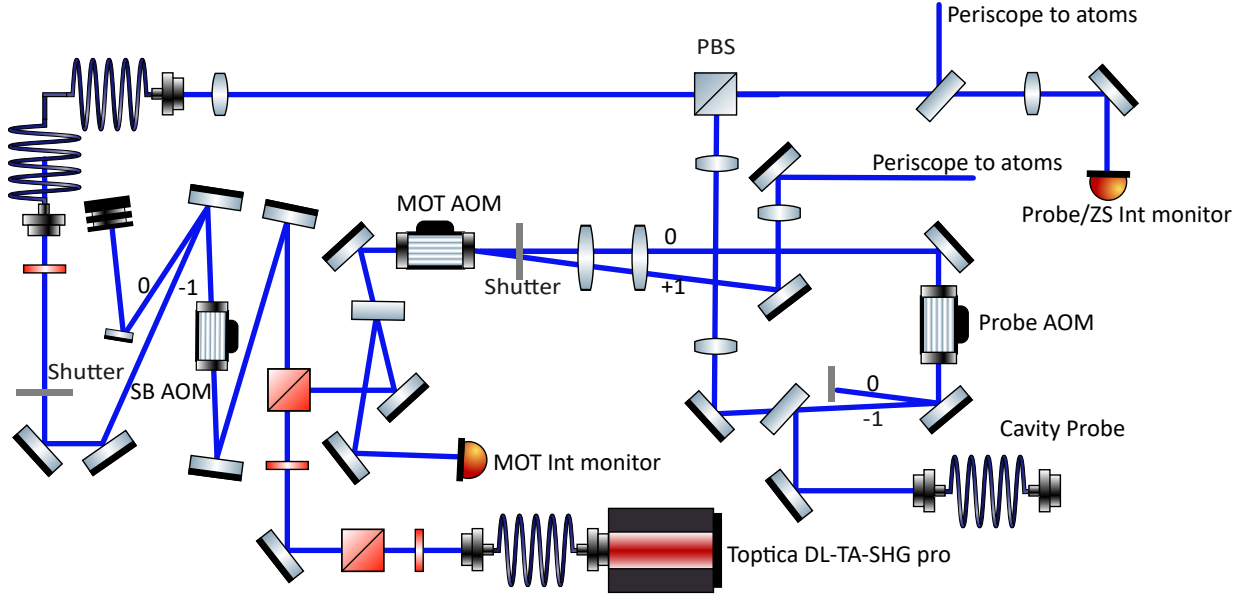 Periscope to atoms
PBS
Periscope to atoms
MOT AOM
Probe/ZS Int monitor
0
Shutter
+1
0
-1
Probe AOM
Shutter
SB AOM
0
-1
Cavity Probe
MOT Int monitor
Toptica DL-TA-SHG pro